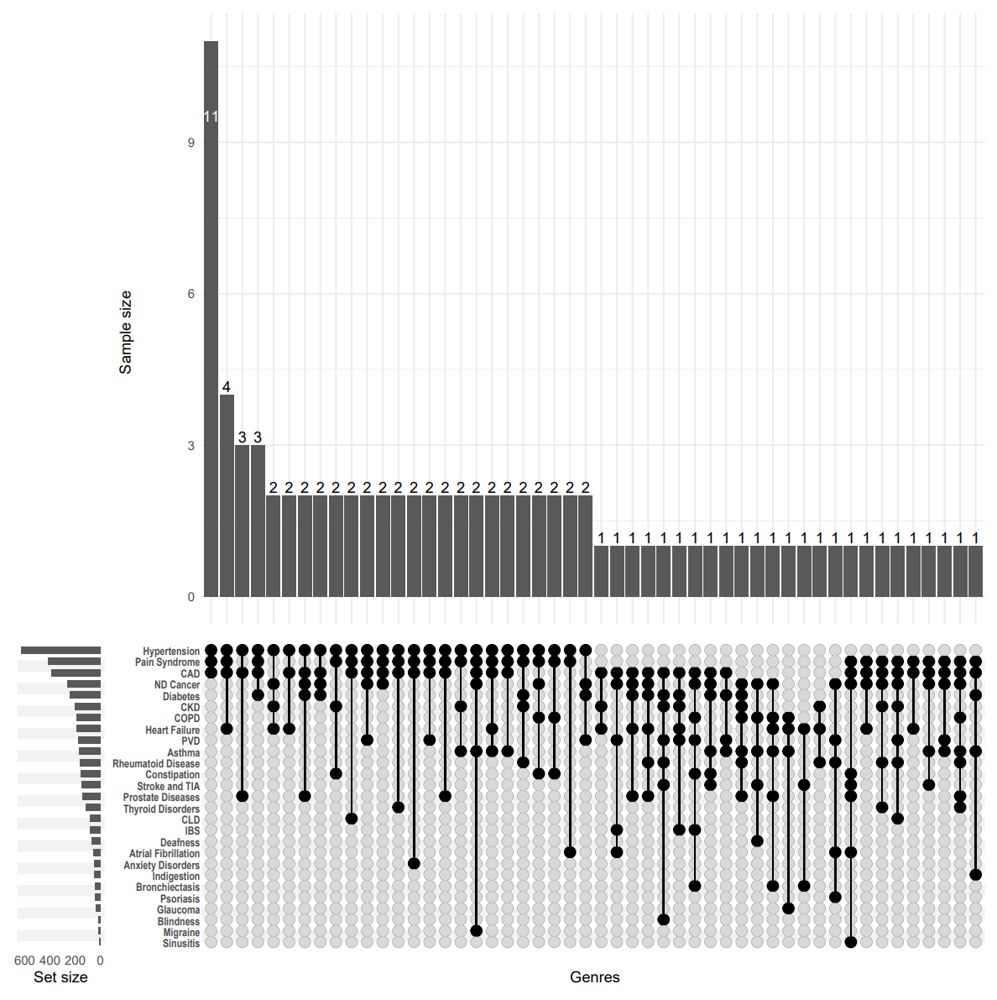 11
9
6
Sample size
4
3 3
3
2 2 2 2 2 2 2 2 2 2 2 2 2 2 2 2 2 2 2 2 2
1 1 1 1 1 1 1 1 1 1 1 1 1 1 1 1 1 1 1 1 1 1 1 1 1
0
Hypertension
Pain Syndrome
CAD
ND Cancer
Diabetes
CKD
COPD
Heart Failure
PVD
Asthma
Rheumatoid Disease
Constipation
Stroke and TIA
Prostate Diseases
Thyroid Disorders
CLD
IBS
Deafness
Atrial Fibrillation
Anxiety Disorders
Indigestion
Bronchiectasis
Psoriasis
Glaucoma
Blindness
Migraine
Sinusitis
600 400 200 0
Set size
Genres